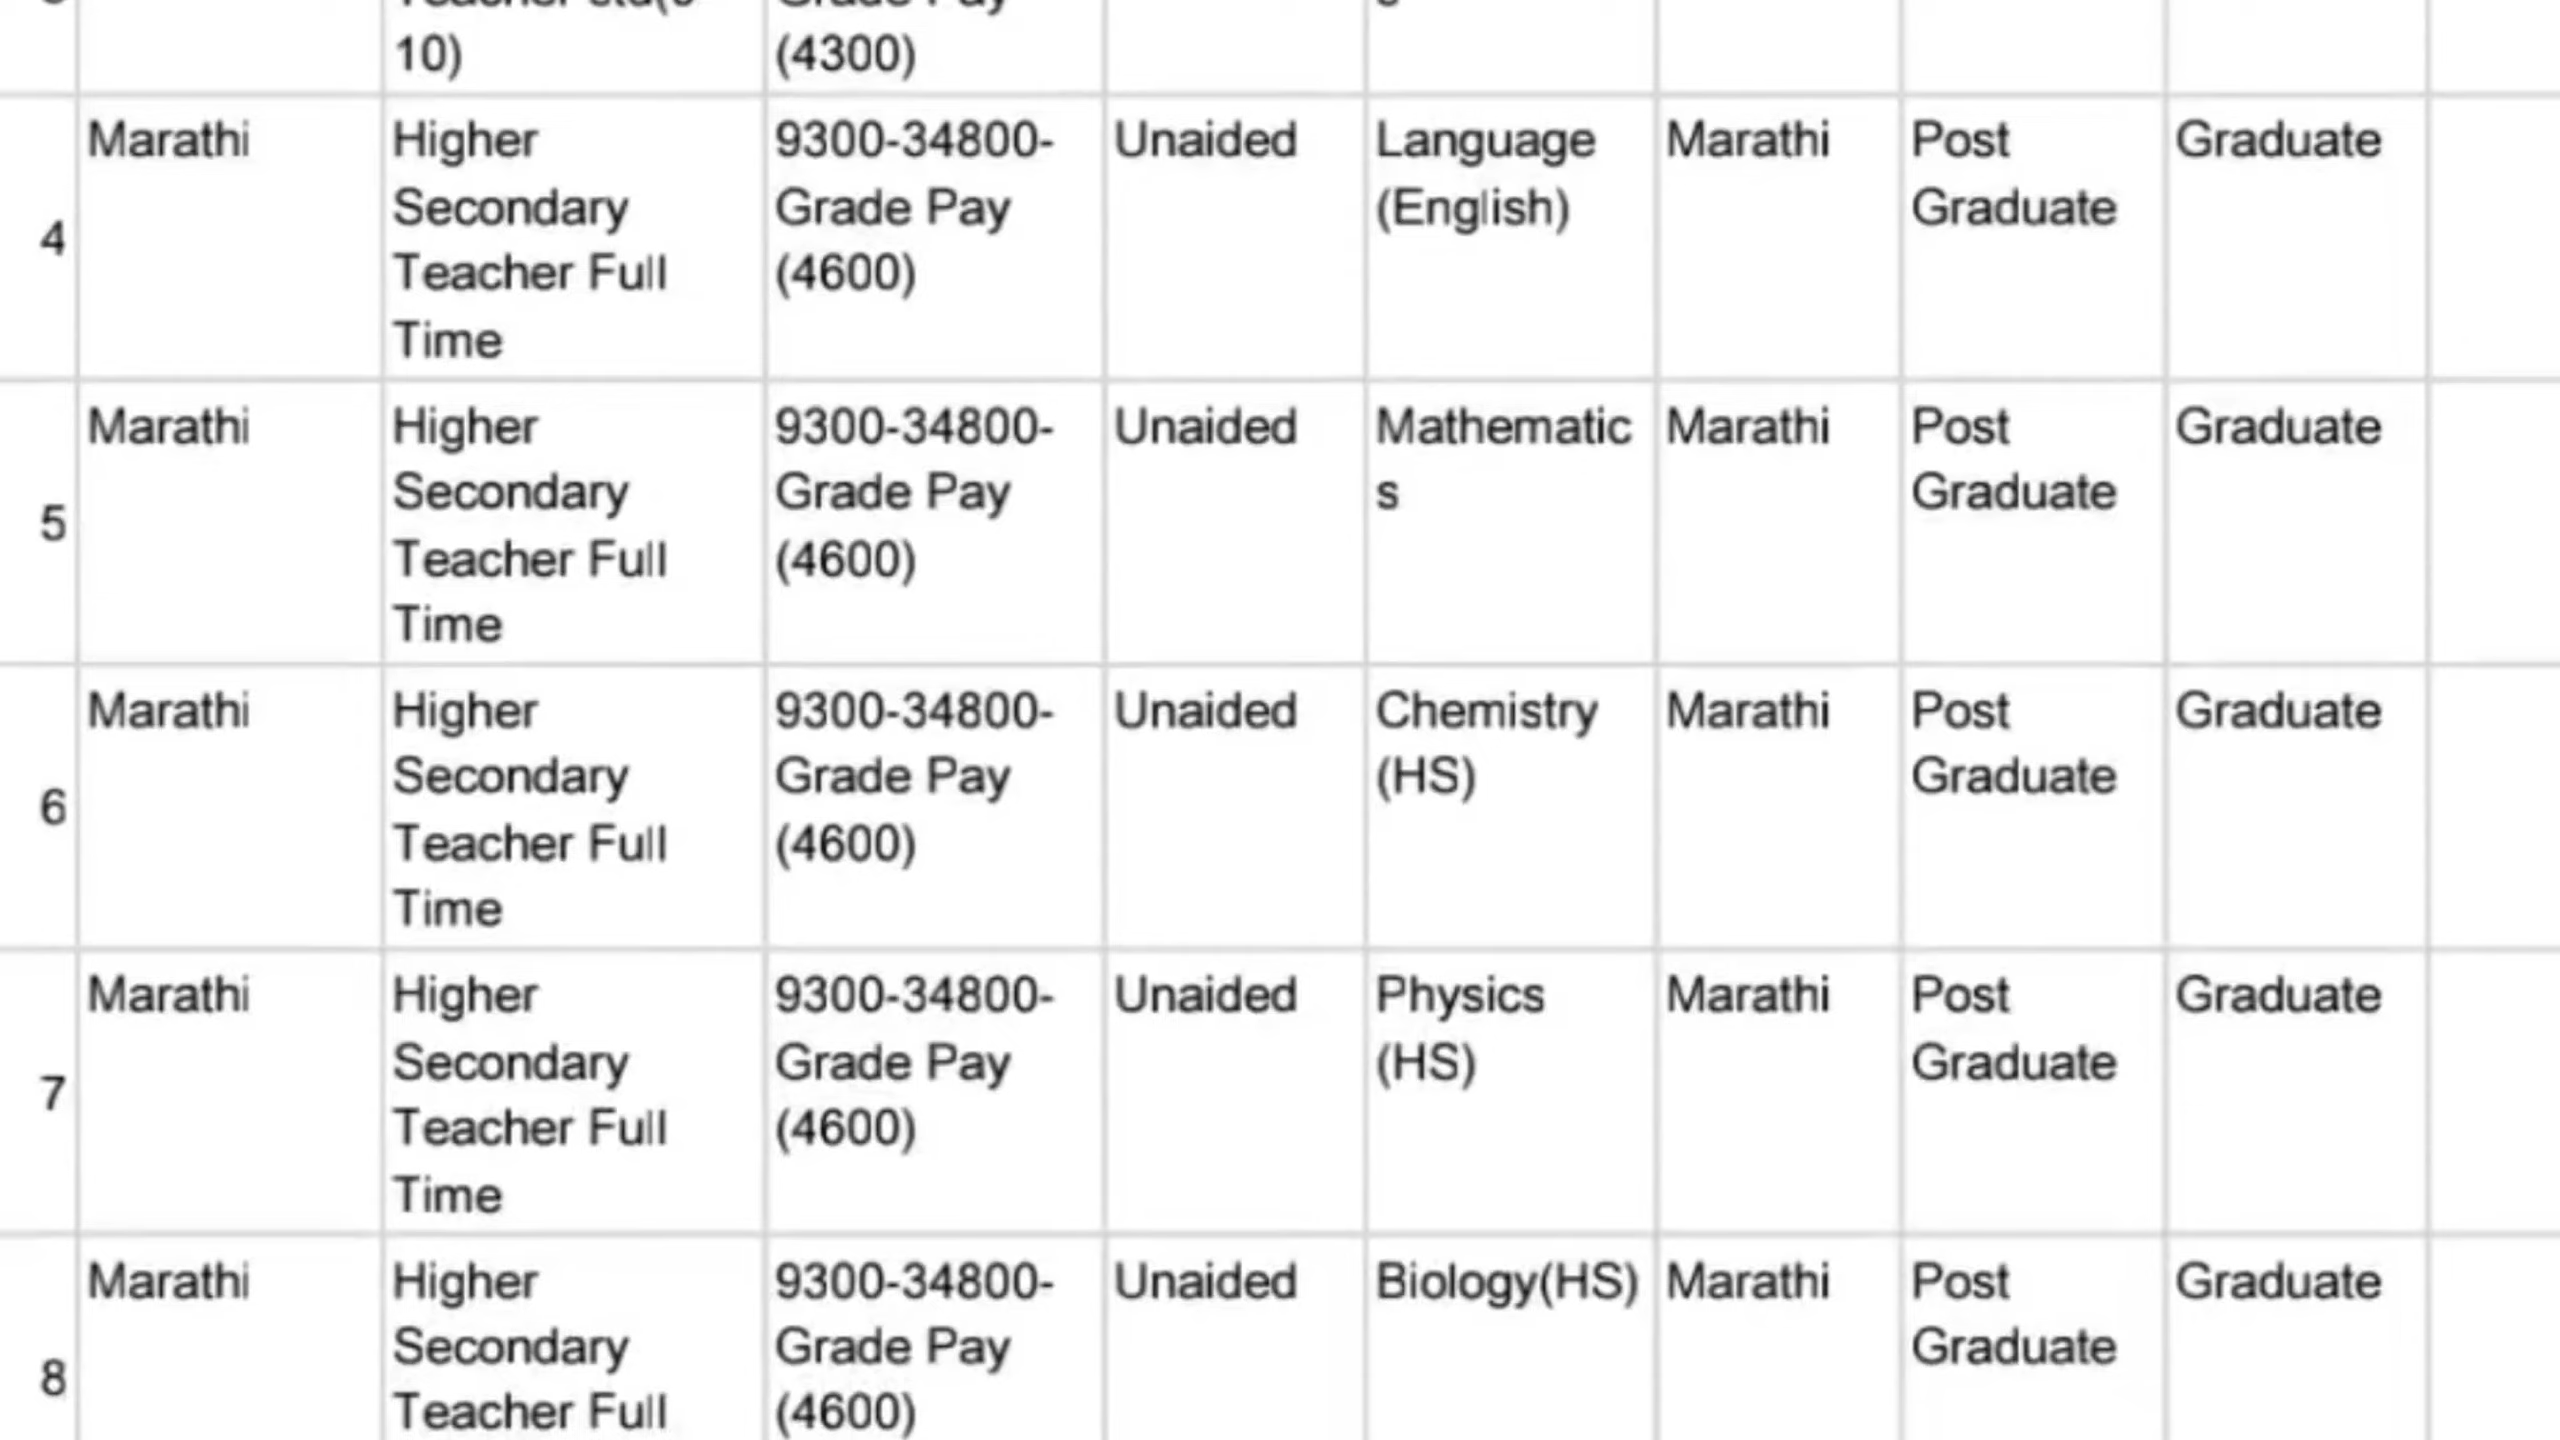 10)
(4300)
Marathi Higher 9300-34800- Unaided Language Marathi Post Graduate
Secondary Grade Pay (English) Graduate
4
Teacher Full (4600)
Time
Marathi Higher 9300-34800- Unaided Mathematic Marathi Post Graduate
Secondary Grade Pay s Graduate
5
Teacher Full (4600)
Time
Marathi Higher 9300-34800- Unaided Chemistry Marathi Post Graduate
Secondary Grade Pay (HS) Graduate
6
Teacher Full (4600)
Time
Marathi Higher 9300-34800- Unaided Physics Marathi Post Graduate
Secondary Grade Pay (HS) Graduate
7
Teacher Full (4600)
Time
Marathi Higher 9300-34800- Unaided Biology(HS) Marathi Post Graduate
Secondary Grade Pay Graduate
8
Teacher Full (4600)